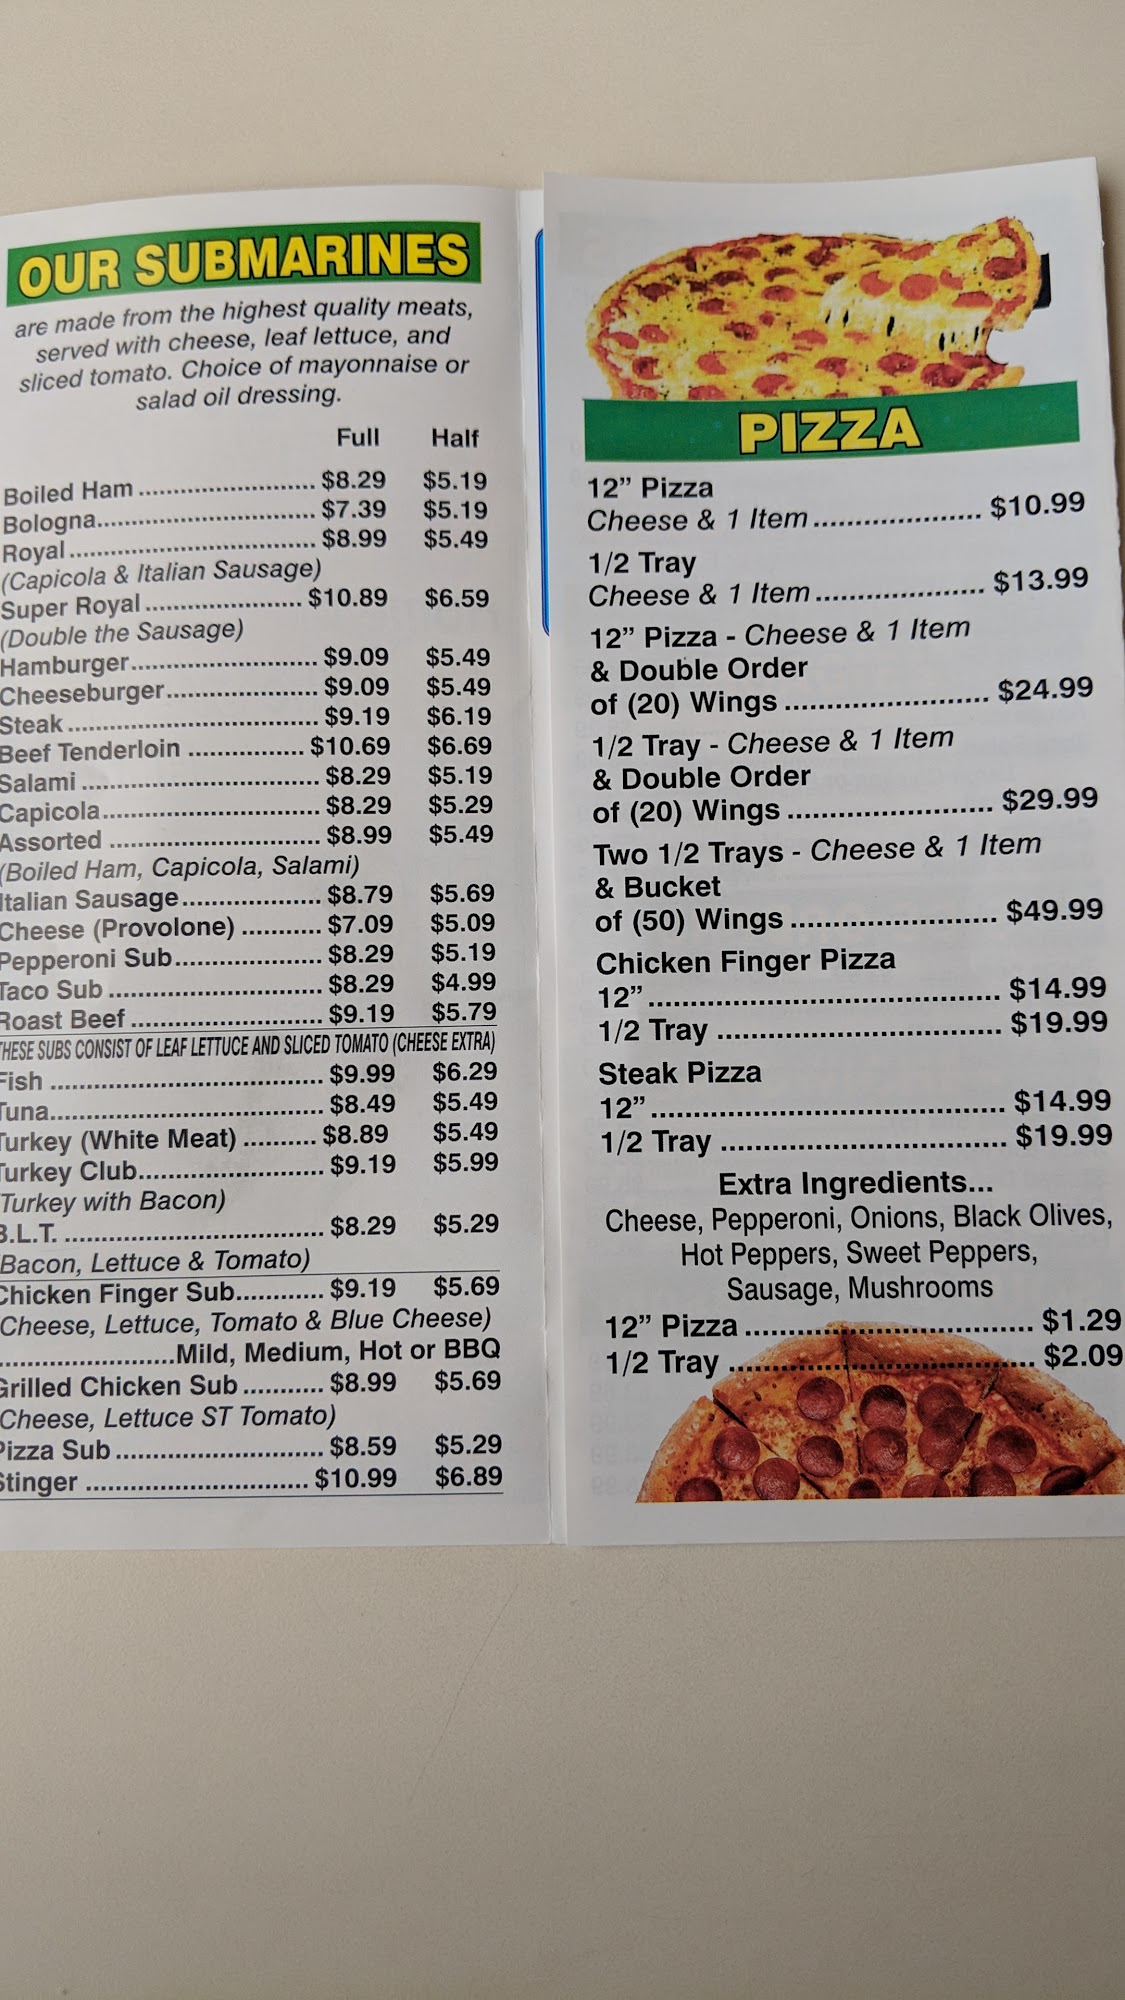 OUR SUBMARINES
are made from the highest quality meats,
served with cheese, leaf lettuce, and
sliced tomato. Choice of mayonnaise or
salad oil dressing.
Full Half
Boiled Ham ........................ $8.29 $5.19
Bologna............................. $7.39 $5.19
Royal................................. $8.99 $5.49
(Capicola & Italian Sausage)
Super Royal ..................... $10.89 $6.59
(Double the Sausage)
Hamburger......................... $9.09 $5.49
Cheeseburger.................... $9.09 $5.49
Steak ................................. $9.19 $6.19
Beef Tenderloin ............... $10.69 $6.69
Salami ............................... $8.29 $5.19
Capicola............................. $8.29 $5.29
Assorted ............................ $8.99 $5.49
(Boiled Ham, Capicola, Salami)
Italian Sausage................... $8.79 $5.69
Cheese (Provolone) ........... $7.09 $5.09
Pepperoni Sub.................... $8.29 $5.19
Taco Sub ............................ $8.29 $4.99
Roast Beef ......................... $9.19 $5.79
THESE SUBS CONSIST OF LEAF LETTUCE AND SLICED TOMATO (CHEESE EXTRA)
Fish .................................... $9.99 $6.29
Tuna.................................... $8.49 $5.49
Turkey (White Meat) .......... $8.89 $5.49
Turkey Club......................... $9.19 $5.99
(Turkey with Bacon)
B.L.T. ................................... $8.29 $5.29
(Bacon, Lettuce & Tomato)
Chicken Finger Sub............ $9.19 $5.69
(Cheese, Lettuce, Tomato & Blue Cheese)
.........................Mild, Medium, Hot or BBQ
Grilled Chicken Sub ........... $8.99 $5.69
(Cheese, Lettuce ST Tomato)
Pizza Sub ............................ $8.59 $5.29
Stinger .............................. $10.99 $6.89
PIZZA
12” Pizza
Cheese & 1 Item ..................... $10.99
1/2 Tray
Cheese & 1 Item ..................... $13.99
12” Pizza - Cheese & 1 Item
& Double Order
of (20) Wings ......................... $24.99
1/2 Tray - Cheese & 1 Item
& Double Order
of (20) Wings ......................... $29.99
Two 1/2 Trays - Cheese & 1 Item
& Bucket
of (50) Wings ......................... $49.99
Chicken Finger Pizza
12”.......................................... $14.99
1/2 Tray .................................. $19.99
Steak Pizza
12”.......................................... $14.99
1/2 Tray .................................. $19.99
Extra Ingredients...
Cheese, Pepperoni, Onions, Black Olives,
Hot Peppers, Sweet Peppers,
Sausage, Mushrooms
12” Pizza .................................. $1.29
1/2 Tray .................................... $2.09